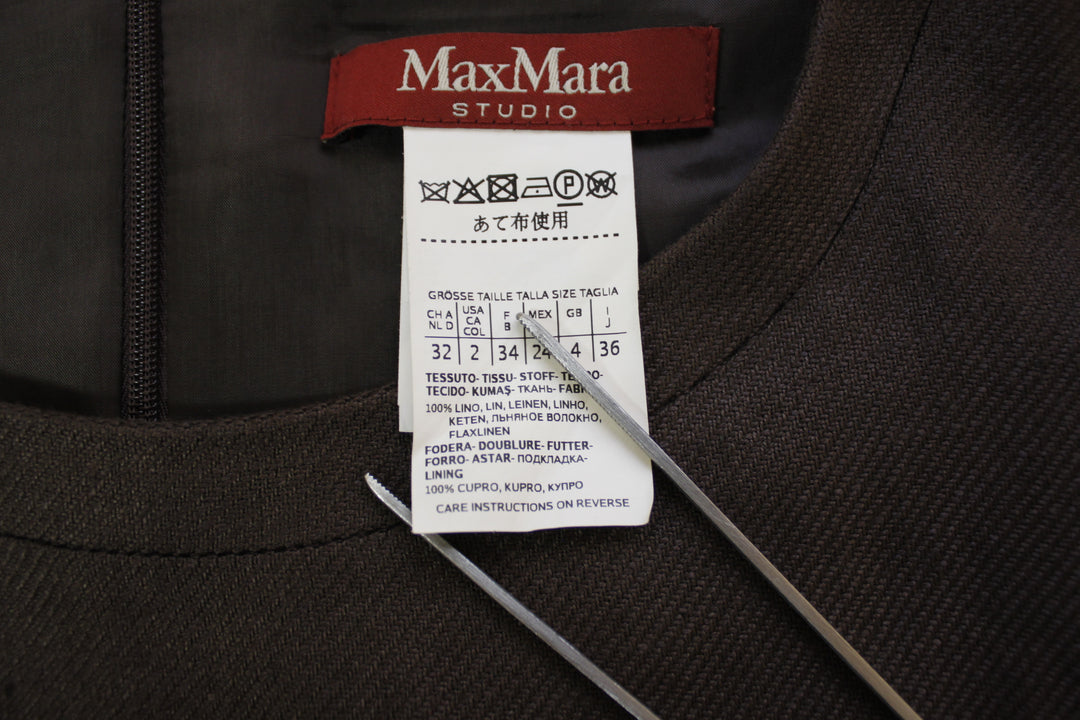 MaxMara
STUDIO
P W
あて布使用
GRÖSSE TAILLE TALLA SIZE TAGLIA
CH A NL D USA CA COL F B MEX GB I J
32 2 34 24 4 36
TESSUTO- TISSU- STOFF-
TECIDO- KUMAŞ- ТКАНЬ-
100% LINO, LIN, LEINEN, LINHO,
KETEN, ЛЬНЯНОЕ ВОЛОКНО,
FLAXLINEN
FODERA- DOUBLURE- FUTTER-
FORRO- ASTAR- ПОДКЛАДКА-
LINING
100% CUPRO, KUPRO, КУПРО
CARE INSTRUCTIONS ON REVERSE